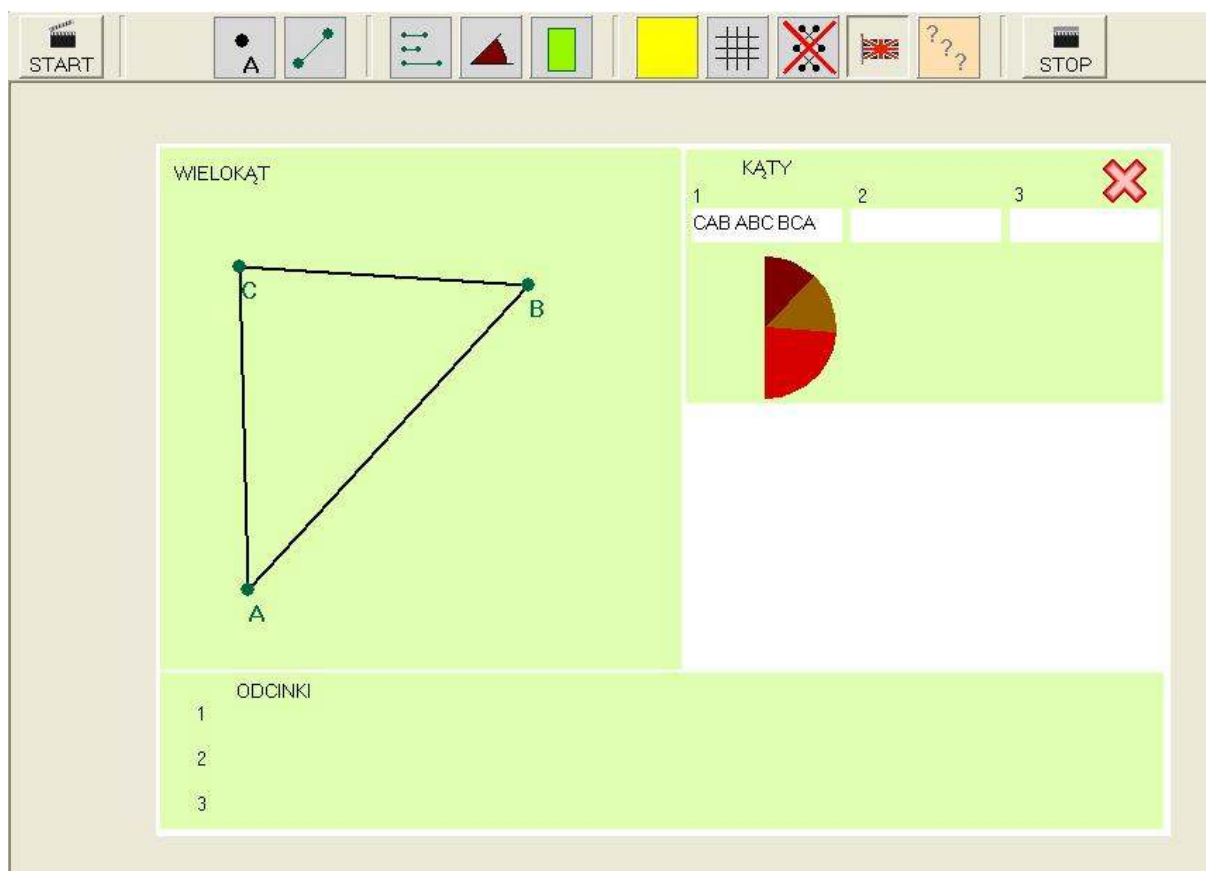 START
A
? ? ?
STOP
WIELOKĄT
C
B
A
KĄTY
1 2 3
CAB ABC BCA
ODCINKI
1
2
3